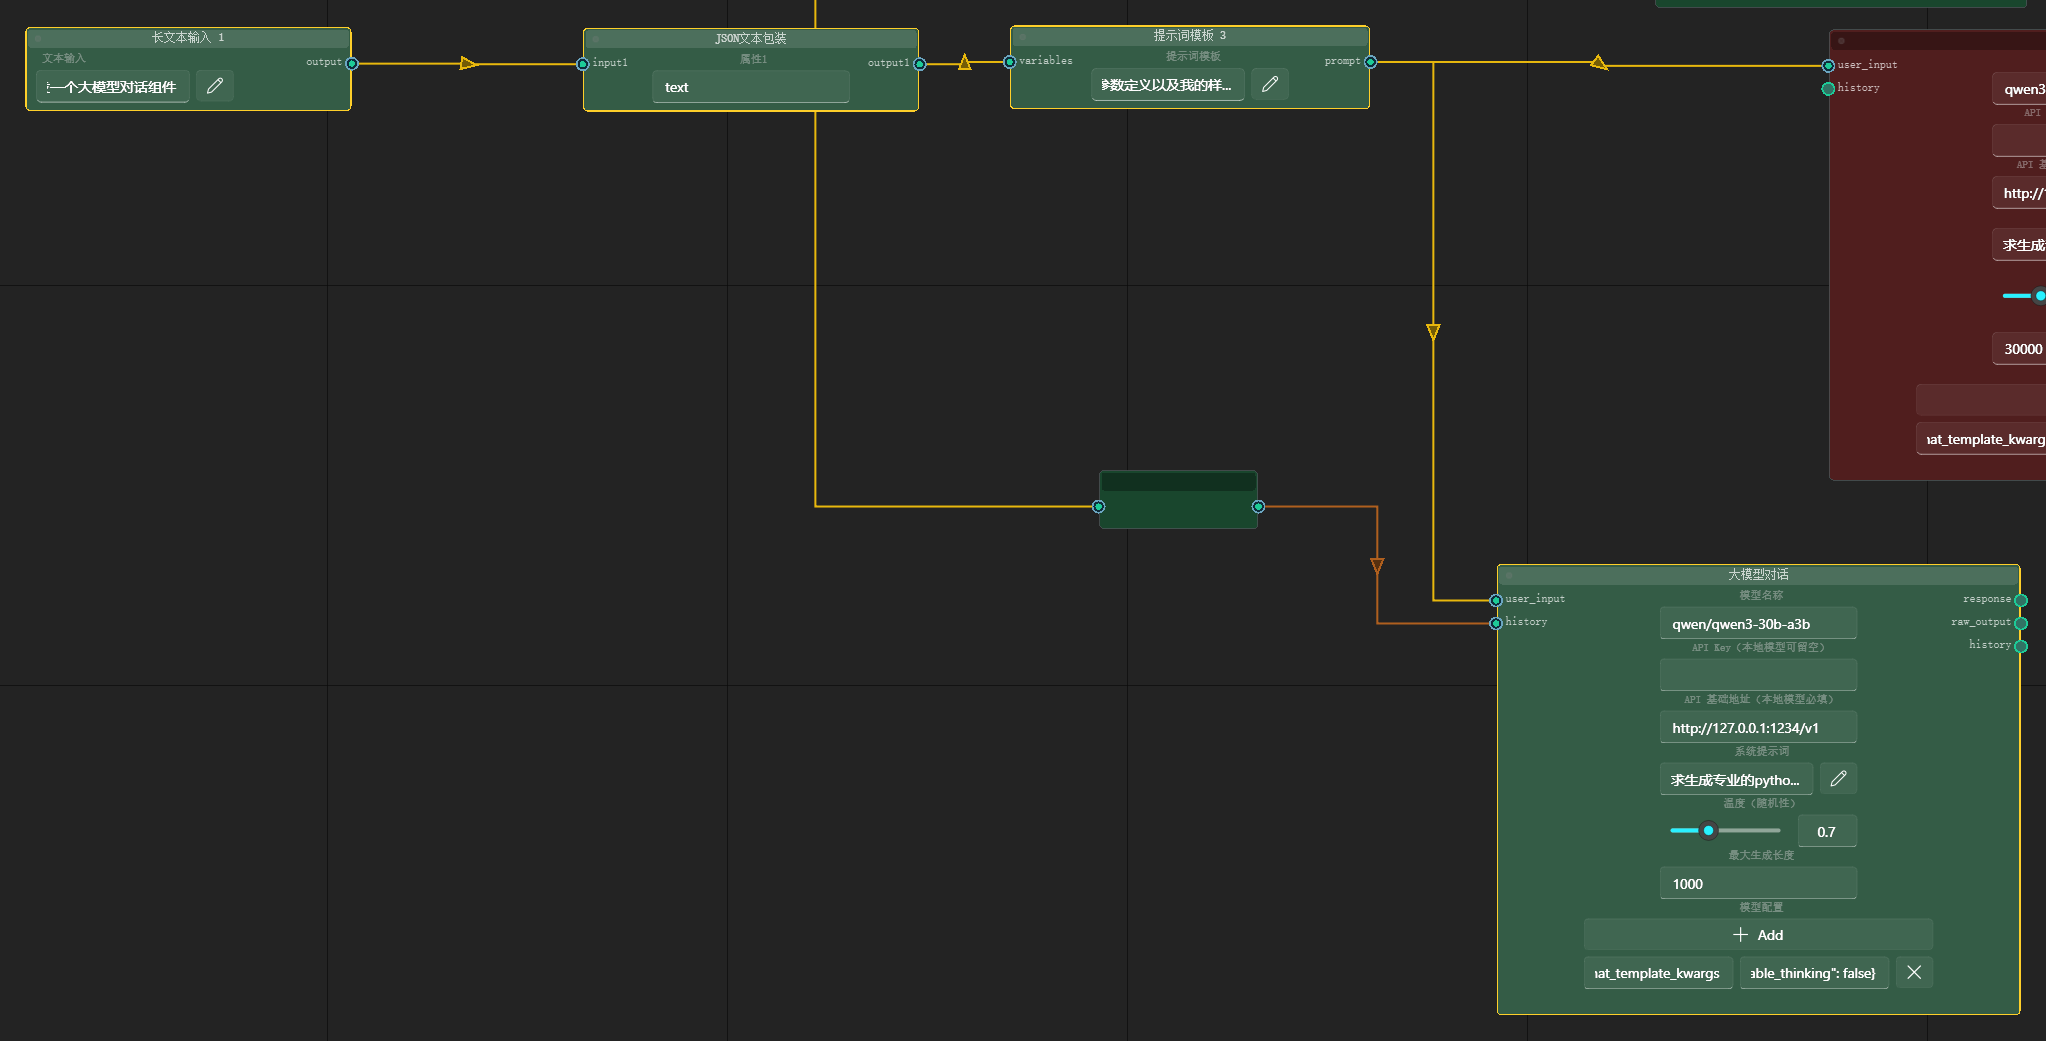 长文本输入 1
文本输入
output
一个大模型对话组件
JSON文本包装
属性1
input1
output1
text
提示词模板 3
提示词模板
variables
prompt
参数定义以及我的样...
user_input
history
qwen3
API
API 基
http://
求生成
30000
nat_template_kwarg
大模型对话
模型名称
user_input
response
history
raw_output
history
qwen/qwen3-30b-a3b
API Key（本地模型可留空）
API 基础地址（本地模型必填）
http://127.0.0.1:1234/v1
系统提示词
求生成专业的pytho...
温度（随机性）
0.7
最大生成长度
1000
模型配置
Add
nat_template_kwargs
able_thinking": false}